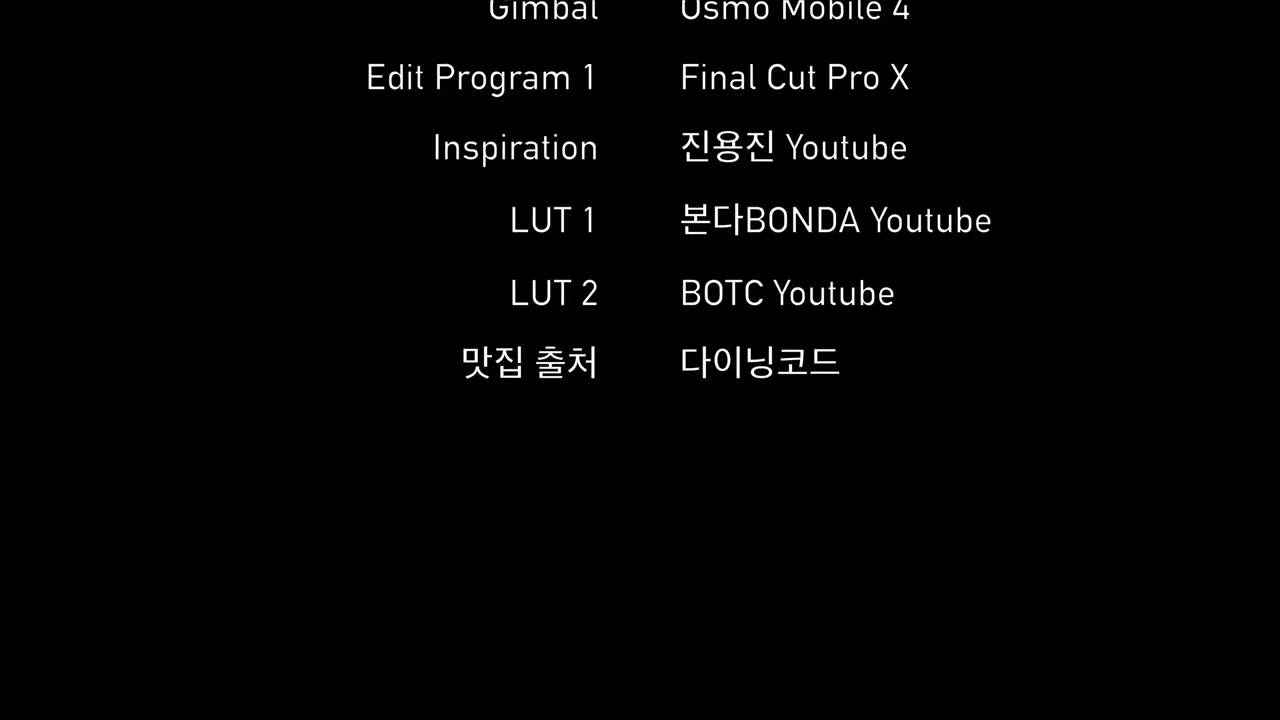 Gimbal Osmo Mobile 4
Edit Program 1 Final Cut Pro X
Inspiration 진용진 Youtube
LUT 1 본다BONDA Youtube
LUT 2 BOTC Youtube
맛집 출처 다이닝코드